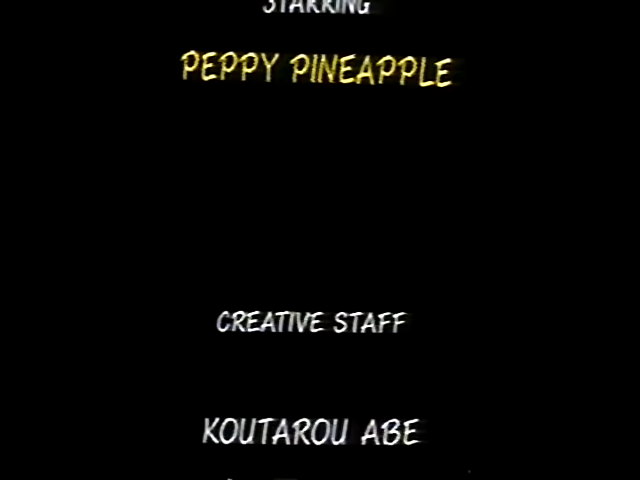 STARRING
PEPPY PINEAPPLE
CREATIVE STAFF
KOUTAROU ABE